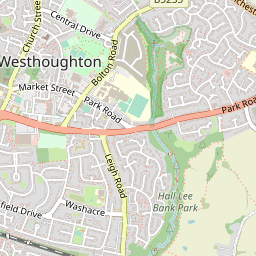 B5235
Church Street
Central Drive
Bolton Road
Westhoughton
Market Street
Park Road
Park Roa
Leigh Road
Hall Lee
Bank Park
Washacre
field Drive